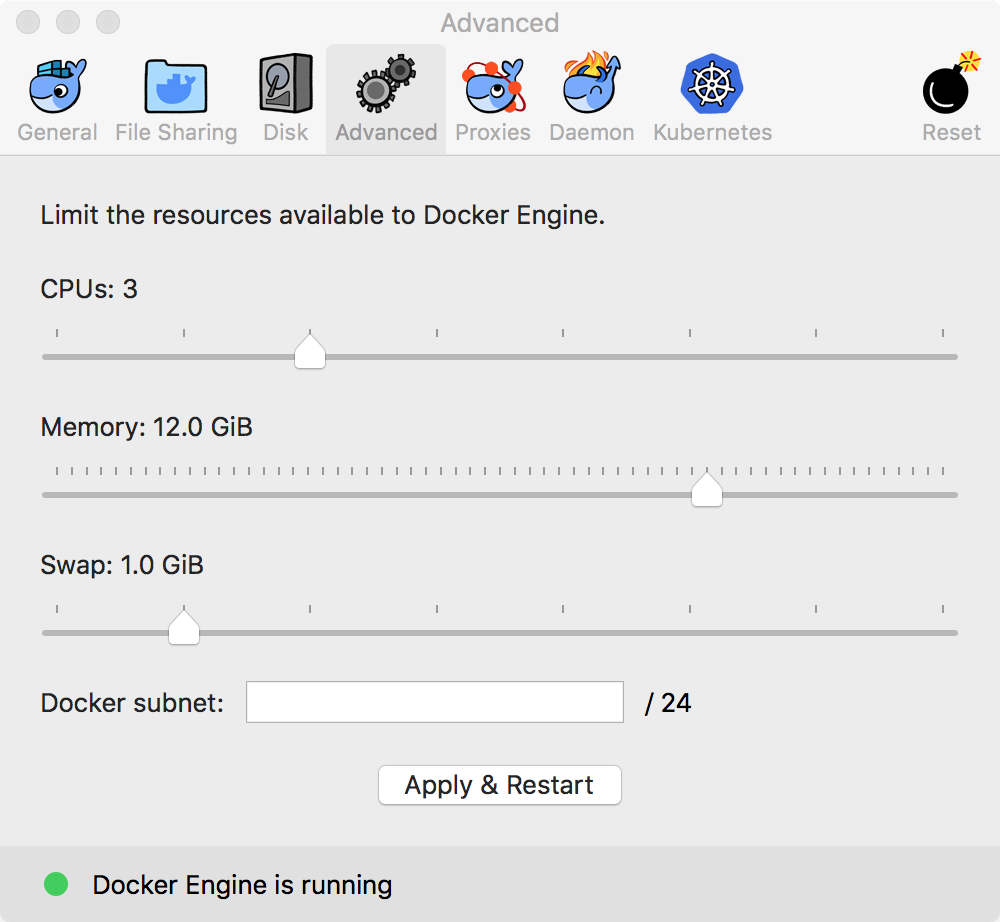 Advanced
General File Sharing Disk Advanced Proxies Daemon Kubernetes Reset
Limit the resources available to Docker Engine.
CPUs: 3
Memory: 12.0 GiB
Swap: 1.0 GiB
Docker subnet: / 24
Apply & Restart
Docker Engine is running